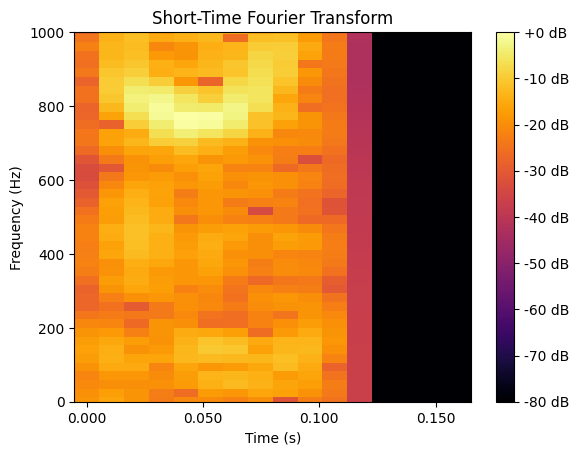 Short-Time Fourier Transform
1000
800
600
400
200
0
Frequency (Hz)
0.000
0.050
0.100
0.150
Time (s)
+0 dB
-10 dB
-20 dB
-30 dB
-40 dB
-50 dB
-60 dB
-70 dB
-80 dB